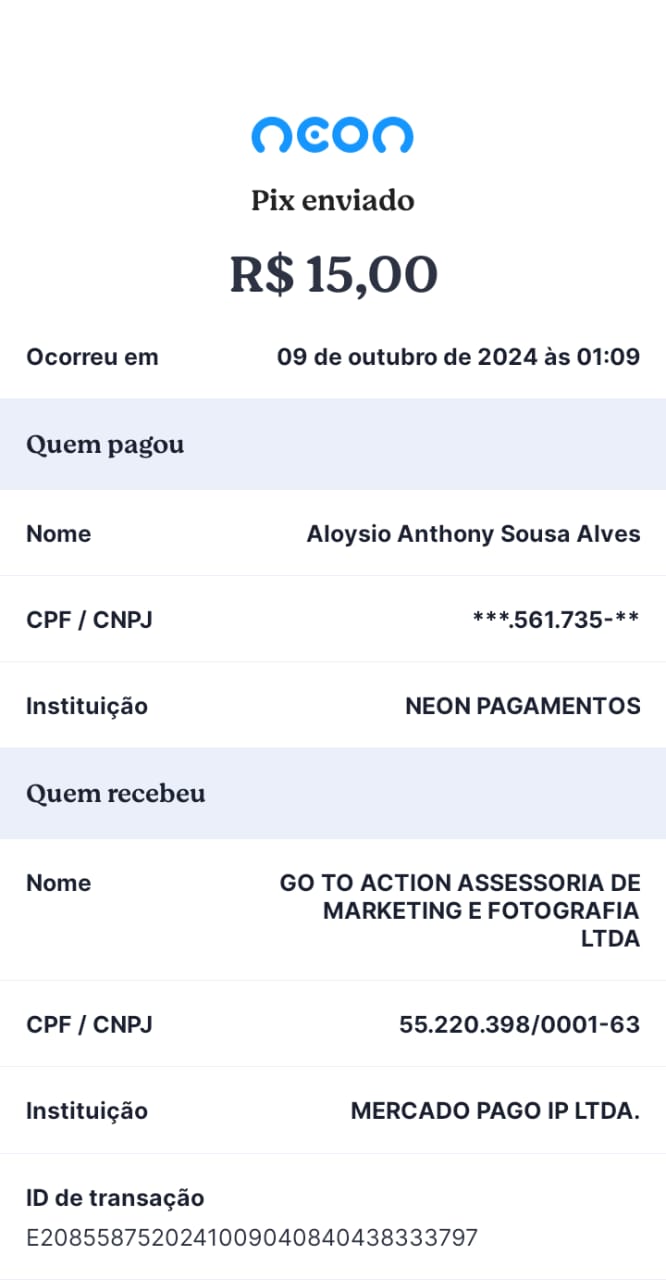 neon
Pix enviado
R$ 15,00
Ocorreu em 09 de outubro de 2024 às 01:09
Quem pagou
Nome Aloysio Anthony Sousa Alves
CPF / CNPJ ***.561.735-**
Instituição NEON PAGAMENTOS
Quem recebeu
Nome GO TO ACTION ASSESSORIA DE
MARKETING E FOTOGRAFIA
LTDA
CPF / CNPJ 55.220.398/0001-63
Instituição MERCADO PAGO IP LTDA.
ID de transação
E2085587520241009040840438333797